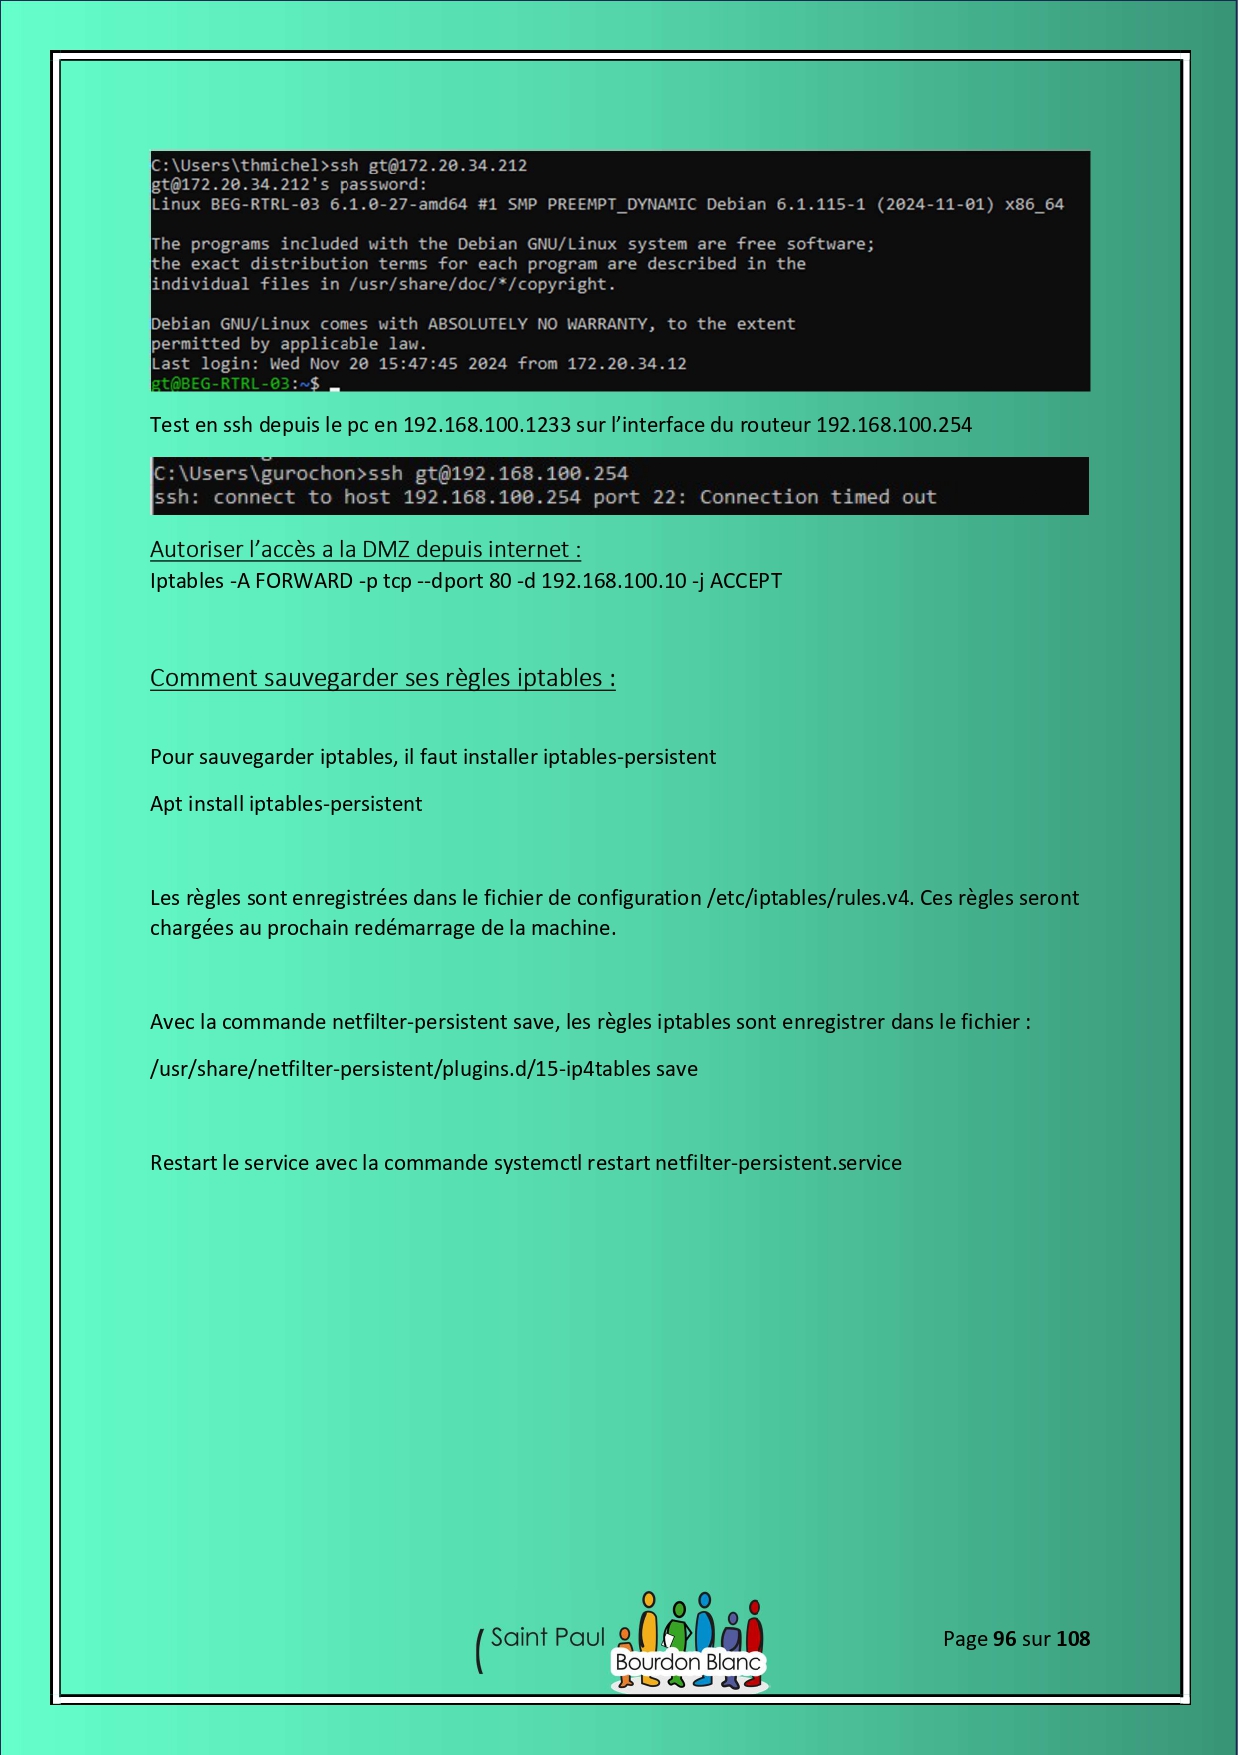 C:\Users\thmichel>ssh gt@172.20.34.212
gt@172.20.34.212's password:
Linux BEG-RTRL-03 6.1.0-27-amd64 #1 SMP PREEMPT_DYNAMIC Debian 6.1.115-1 (2024-11-01) x86_64
The programs included with the Debian GNU/Linux system are free software;
the exact distribution terms for each program are described in the
individual files in /usr/share/doc/*/copyright.
Debian GNU/Linux comes with ABSOLUTELY NO WARRANTY, to the extent
permitted by applicable law.
Last login: Wed Nov 20 15:47:45 2024 from 172.20.34.12
gt@BEG-RTRL-03:~$ _
Test en ssh depuis le pc en 192.168.100.1233 sur l’interface du routeur 192.168.100.254
C:\Users\gurochon>ssh gt@192.168.100.254
ssh: connect to host 192.168.100.254 port 22: Connection timed out
Autoriser l’accès a la DMZ depuis internet :
Iptables -A FORWARD -p tcp --dport 80 -d 192.168.100.10 -j ACCEPT
Comment sauvegarder ses règles iptables :
Pour sauvegarder iptables, il faut installer iptables-persistent
Apt install iptables-persistent
Les règles sont enregistrées dans le fichier de configuration /etc/iptables/rules.v4. Ces règles seront
chargées au prochain redémarrage de la machine.
Avec la commande netfilter-persistent save, les règles iptables sont enregistrer dans le fichier :
/usr/share/netfilter-persistent/plugins.d/15-ip4tables save
Restart le service avec la commande systemctl restart netfilter-persistent.service
Saint Paul
Bourdon Blanc
Page 96 sur 108